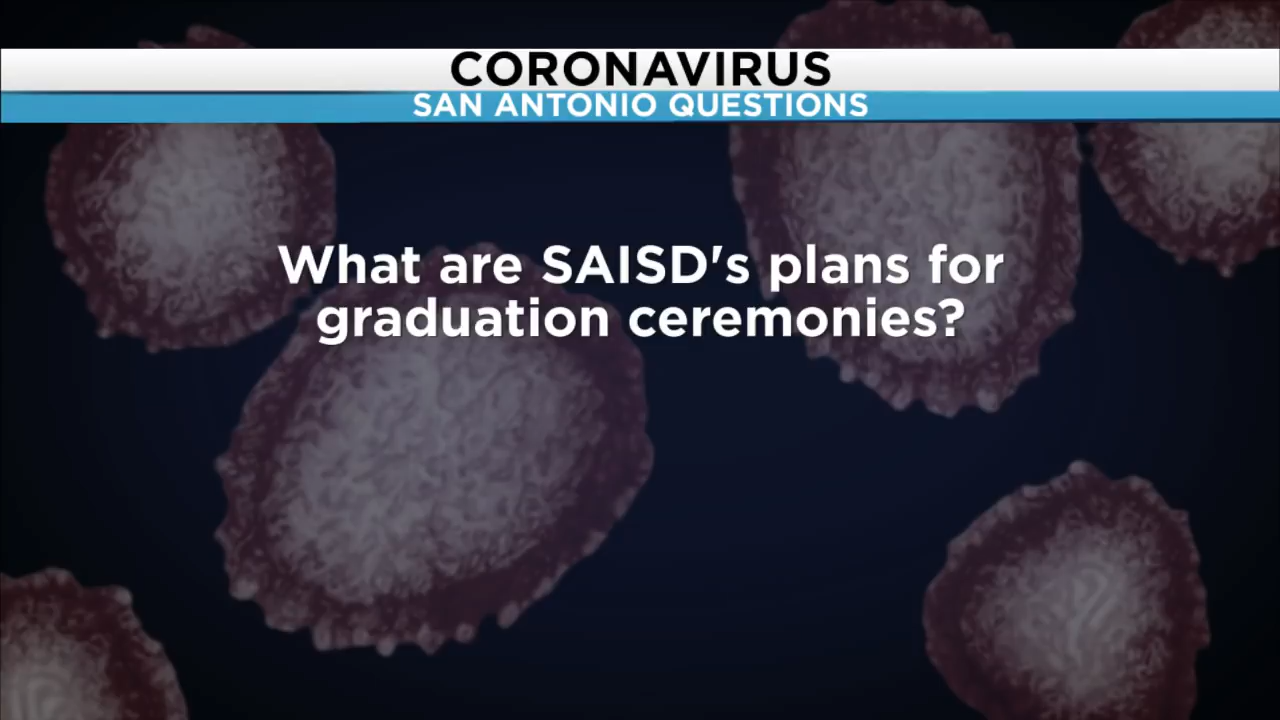 CORONAVIRUS
SAN ANTONIO QUESTIONS
What are SAISD's plans for
graduation ceremonies?